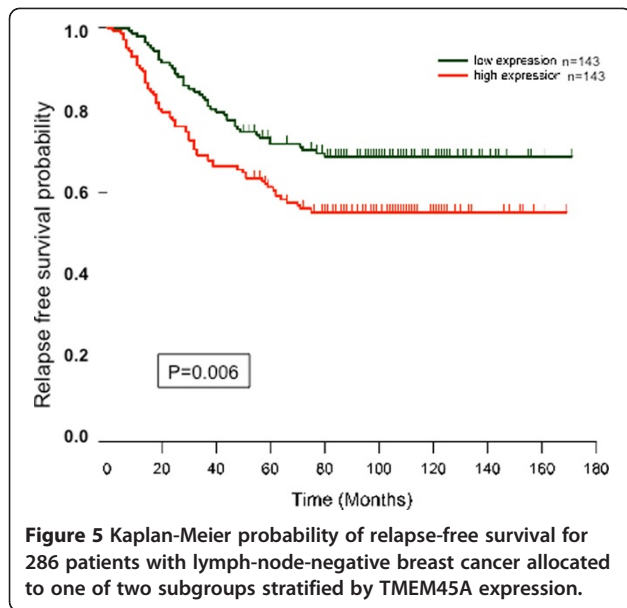 1.0
0.8
0.6
0.4
0.2
0.0
Relapse free survival probability
low expression n=143
high expression n=143
P=0.006
0 20 40 60 80 100 120 140 160 180
Time (Months)
Figure 5 Kaplan-Meier probability of relapse-free survival for
286 patients with lymph-node-negative breast cancer allocated
to one of two subgroups stratified by TMEM45A expression.